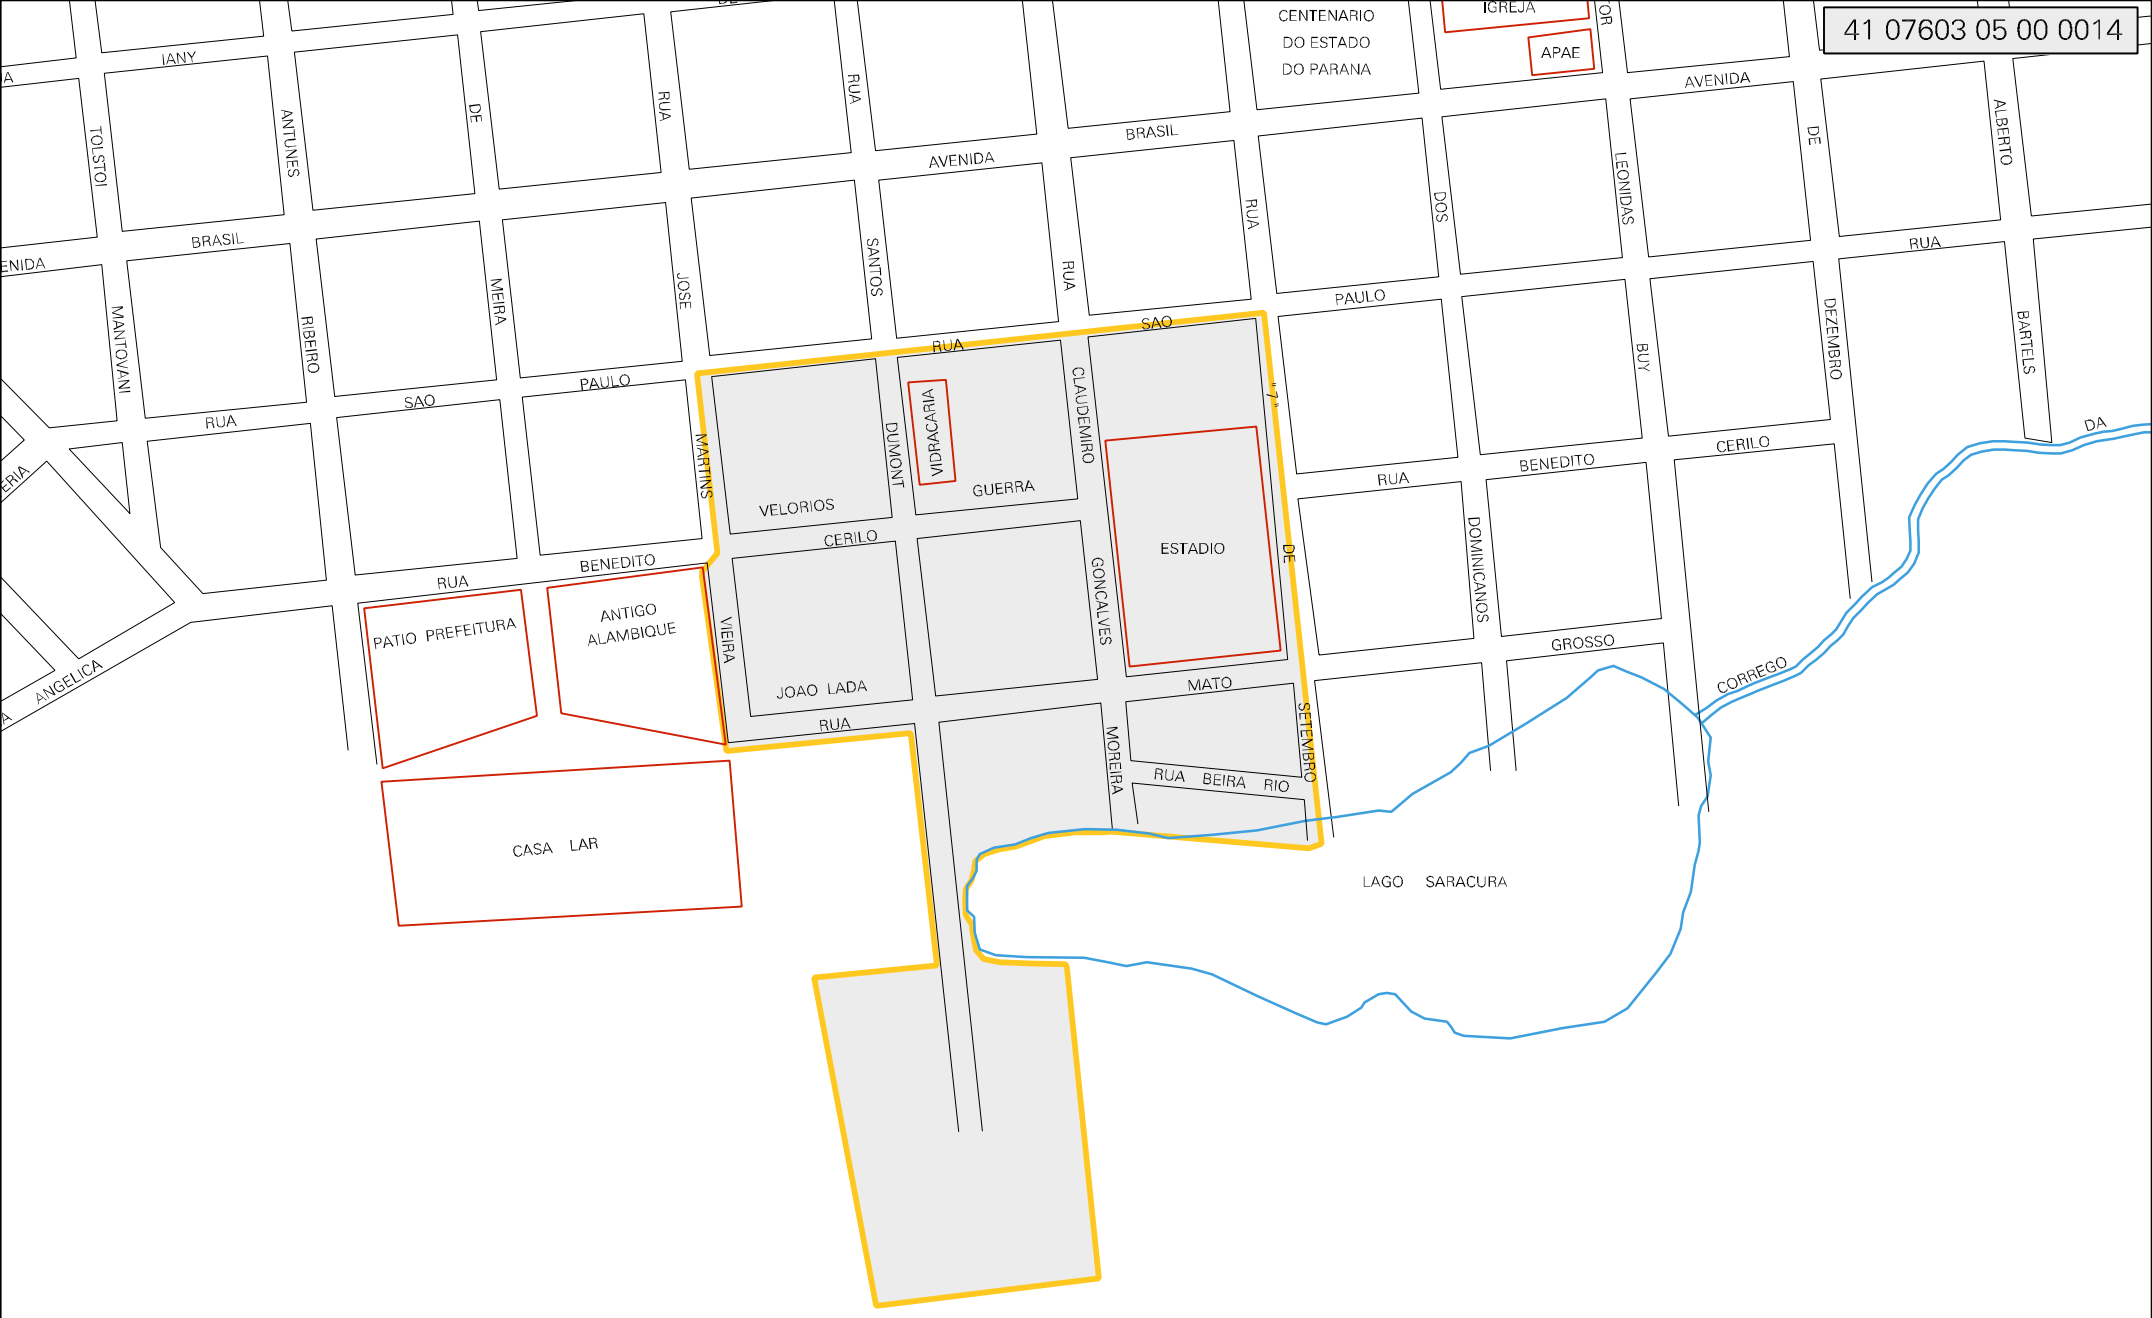 CENTENARIO
DO ESTADO
DO PARANA
IGREJA
APAE
41 07603 05 00 0014
IANY
TOLSTOI
ANTUNES
DE
RUA
RUA
AVENIDA
BRASIL
AVENIDA
DE
ALBERTO
LEONIDAS
DOS
RUA
BRASIL
ENIDA
MANTOVANI
RIBEIRO
MEIRA
JOSE
SANTOS
RUA
PAULO
RUA
DEZEMBRO
BARTELS
BUY
RUA
SAO
PAULO
RUA
SAO
MARTINS
DUMONT
VIDRACARIA
CLAUDEMIRO
"7"
CERILO
BENEDITO
RUA
DA
VELORIOS
GUERRA
ERIA
CERILO
ESTADIO
DE
DOMINICANOS
GONCALVES
RUA
BENEDITO
PATIO PREFEITURA
ANTIGO
ALAMBIQUE
VIEIRA
JOAO LADA
RUA
MATO
GROSSO
ANGELICA
CORREGO
MOREIRA
SETEMBRO
RUA BEIRA RIO
CASA LAR
LAGO SARACURA